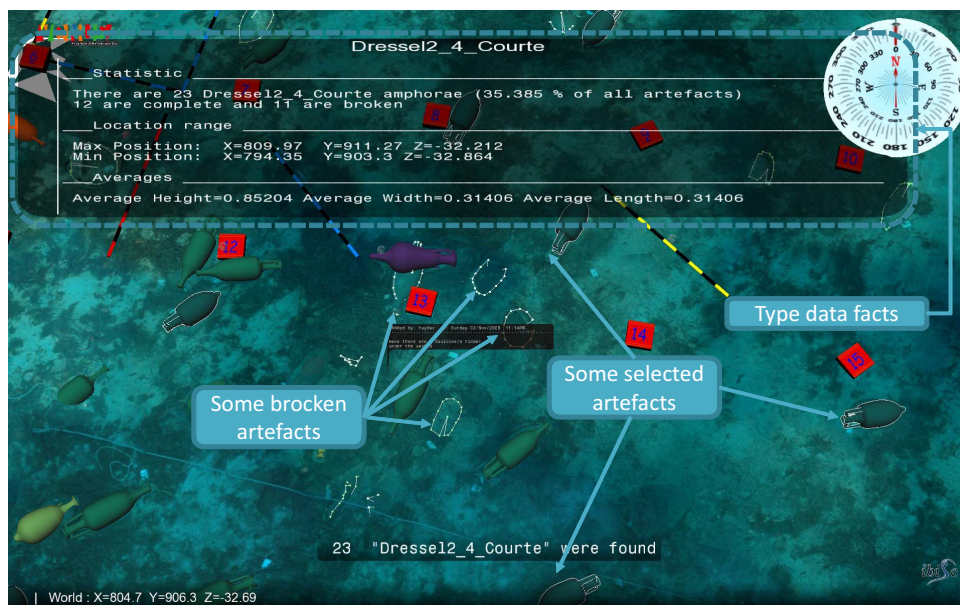 Dressel2_4_Courte
Statistic
There are 23 Dressel2_4_Courte amphorae (35.385 % of all artefacts)
12 are complete and 11 are broken
Location range
Max Position: X=809.97 Y=911.27 Z=-32.212
Min Position: X=794.35 Y=903.3 Z=-32.864
Averages
Average Height=0.85204 Average Width=0.31406 Average Length=0.31406
N
E
S
W
8
10
12
13
14
15
Type data facts
Some selected
artefacts
Some brocken
artefacts
under the
23 "Dressel2_4_Courte" were found
| World : X=804.7 Y=906.3 Z=-32.69